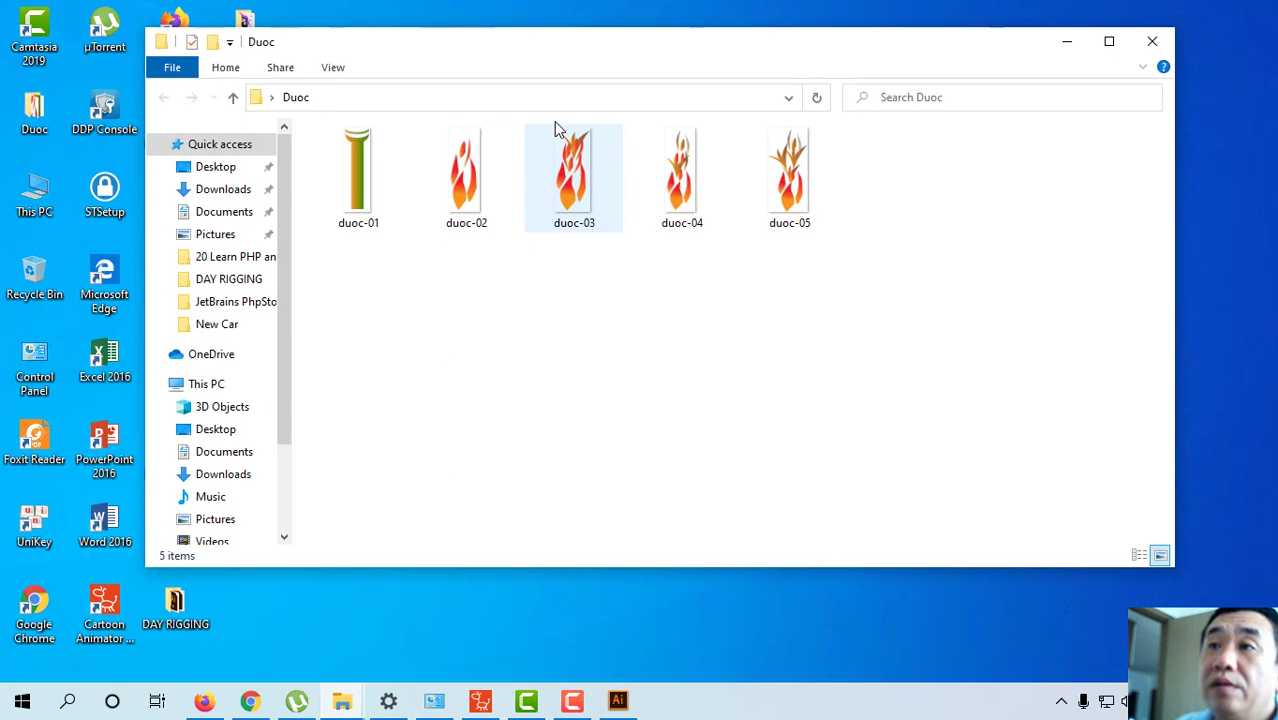 Camtasia
2019
µTorrent
Duoc
DDP Console
This PC
STSetup
Recycle Bin
Microsoft
Edge
Control
Panel
Excel 2016
Foxit Reader
PowerPoint
2016
UniKey
Word 2016
Google
Chrome
Cartoon
Animator ...
DAY RIGGING
Duoc
File
Home
Share
View
Duoc
Search Duoc
Quick access
Desktop
Downloads
Documents
Pictures
20 Learn PHP an
DAY RIGGING
JetBrains PhpSto
New Car
OneDrive
This PC
3D Objects
Desktop
Documents
Downloads
Music
Pictures
Videos
duoc-01
duoc-02
duoc-03
duoc-04
duoc-05
5 items
Ai